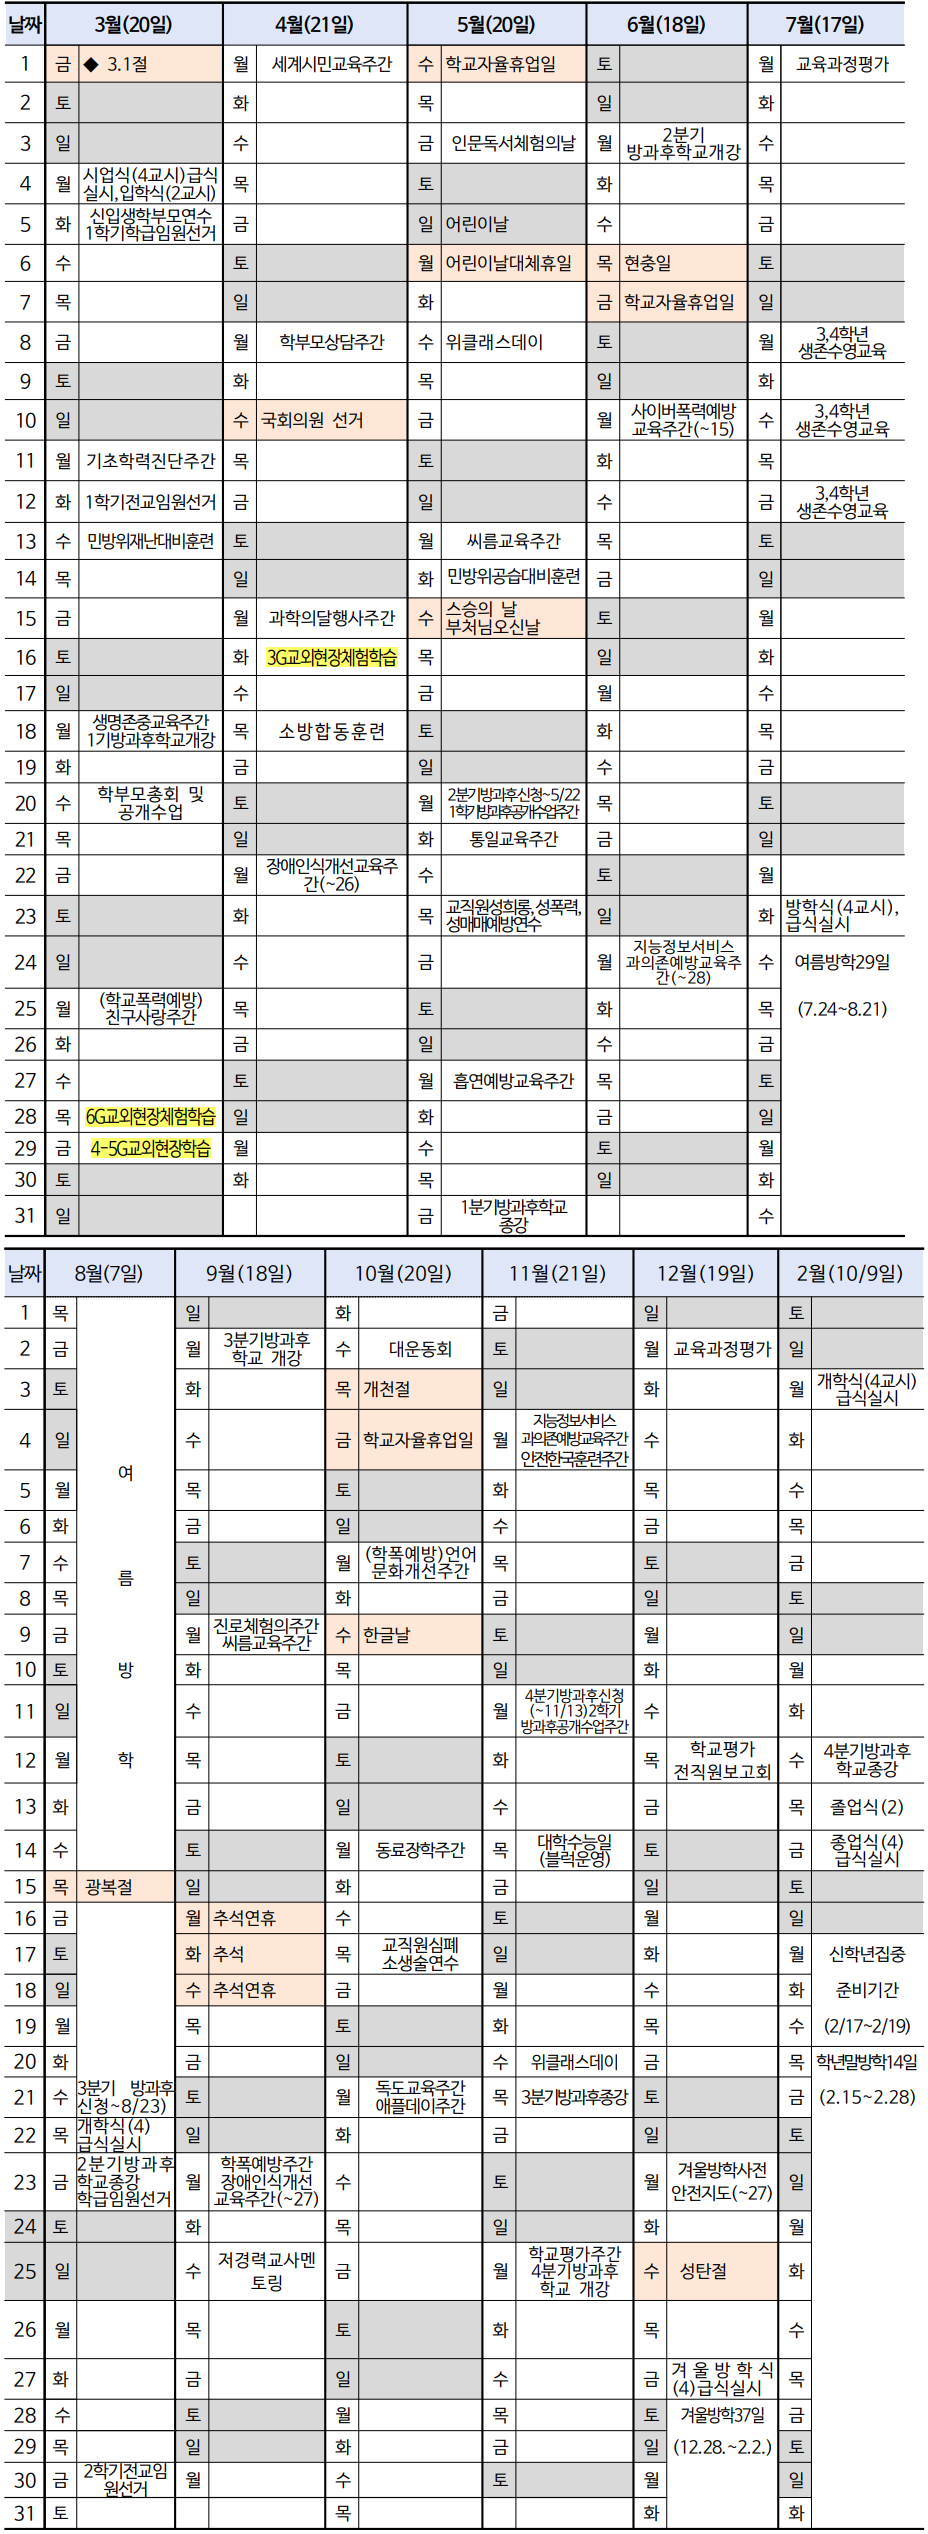 날짜 3월(20일) 4월(21일) 5월(20일) 6월(18일) 7월(17일)
1 금 ◆ 3.1절 월 세계시민교육주간 수 학교자율휴업일 토 월 교육과정평가
2 토 화 목 일 화
3 일 수 금 인문독서체험의날 월 2분기 방과후학교개강 수
4 월 시업식(4교시)급식 실시,입학식(2교시) 목 토 화 목
5 화 신입생학부모연수 1학기학급임원선거 금 일 어린이날 수 금
6 수 토 월 어린이날대체휴일 목 현충일 토
7 목 일 화 금 학교자율휴업일 일
8 금 월 학부모상담주간 수 위클래스데이 토 월 3,4학년 생존수영교육
9 토 화 목 일 화
10 일 수 국회의원 선거 금 월 사이버폭력예방 교육주간(~15) 수 3,4학년 생존수영교육
11 월 기초학력진단주간 목 토 화 목
12 화 1학기전교임원선거 금 일 수 금 3,4학년 생존수영교육
13 수 민방위재난대비훈련 토 월 씨름교육주간 목 토
14 목 일 화 민방위공습대비훈련 금 일
15 금 월 과학의달행사주간 수 스승의 날 부처님오신날 토 월
16 토 화 3G교외현장체험학습 목 일 화
17 일 수 금 월 수
18 월 생명존중교육주간 1기방과후학교개강 목 소방합동훈련 토 화 목
19 화 금 일 수 금
20 수 학부모총회 및 공개수업 토 월 2분기방과후신청~5/22 1학기방과후공개수업주간 목 토
21 목 일 화 통일교육주간 금 일
22 금 월 장애인식개선교육주간(~26) 수 토 월
23 토 화 목 교직원성희롱,성폭력, 성매매예방연수 일 화 방학식(4교시), 급식실시
24 일 수 금 월 지능정보서비스 과의존예방교육주간(~28) 수 여름방학29일
25 월 (학교폭력예방) 친구사랑주간 목 토 화 목 (7.24~8.21)
26 화 금 일 수 금
27 수 토 월 흡연예방교육주간 목 토
28 목 6G교외현장체험학습 일 화 금 일
29 금 4-5G교외현장학습 월 수 토 월
30 토 화 목 일 화
31 일 금 1분기방과후학교 종강 수
날짜 8월(7일) 9월(18일) 10월(20일) 11월(21일) 12월(19일) 2월(10/9일)
1 목 일 화 금 일 토
2 금 월 3분기방과후 학교 개강 수 대운동회 토 월 교육과정평가 일
3 토 화 목 개천절 일 화 월 개학식(4교시) 급식실시
4 일 수 금 학교자율휴업일 월 지능정보서비스 과의존예방교육주간 안전한국훈련주간 수 화
여
5 월 목 토 화 목 수
6 화 금 일 수 금 목
7 수 름 토 월 (학폭예방)언어 문화개선주간 목 토 금
8 목 일 화 금 일 토
9 금 월 진로체험의주간 씨름교육주간 수 한글날 토 월 일
10 토 방 화 목 일 화 월
11 일 수 금 월 4분기방과후신청 (~11/13)2학기 방과후공개수업주간 수 화
12 월 학 목 토 화 목 학교평가 전직원보고회 수 4분기방과후 학교종강
13 화 금 일 수 금 목 졸업식(2)
14 수 토 월 동료장학주간 목 대학수능일 (블럭운영) 토 금 종업식(4) 급식실시
15 목 광복절 일 화 금 일 토
16 금 월 추석연휴 수 토 월 일
17 토 화 추석 목 교직원심폐 소생술연수 일 화 월 신학년집중
18 일 수 추석연휴 금 월 수 화 준비기간
19 월 목 토 화 목 수 (2/17~2/19)
20 화 금 일 수 위클래스데이 금 목 학년말방학14일
21 수 3분기 방과후 신청~8/23) 토 월 독도교육주간 애플데이주간 목 3분기방과후종강 토 금 (2.15~2.28)
22 목 개학식(4) 급식실시 일 화 금 일 토
23 금 2분기방과후 학교종강 학급임원선거 월 학폭예방주간 장애인식개선 교육주간(~27) 수 토 월 겨울방학사전 안전지도(~27) 일
24 토 화 목 일 화 월
25 일 수 저경력교사멘토링 금 월 학교평가주간 4분기방과후 학교 개강 수 성탄절 화
26 월 목 토 화 목 수
27 화 금 일 수 금 겨울방학식 (4)급식실시 목
28 수 토 월 목 토 겨울방학37일 금
29 목 일 화 금 일 (12.28.~2.2.) 토
30 금 2학기전교임원선거 월 수 토 월 일
31 토 목 화 화